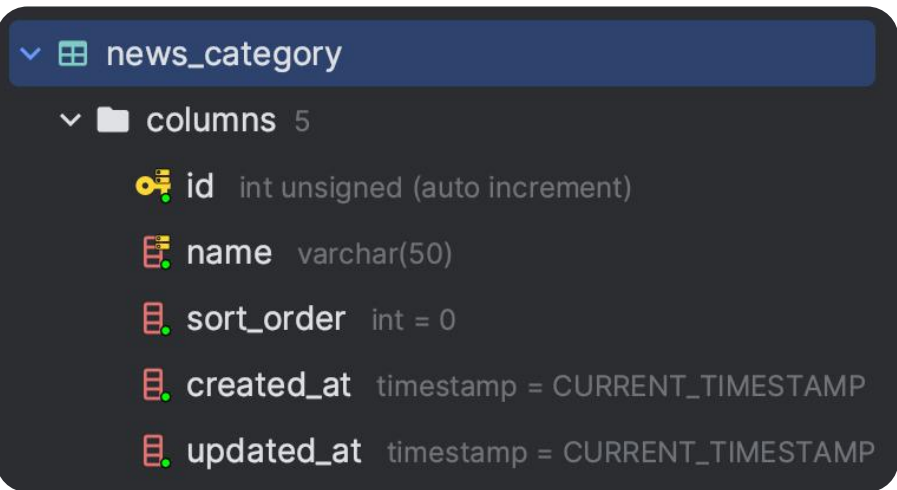 news_category
columns 5
id int unsigned (auto increment)
name varchar(50)
sort_order int = 0
created_at timestamp = CURRENT_TIMESTAMP
updated_at timestamp = CURRENT_TIMESTAMP